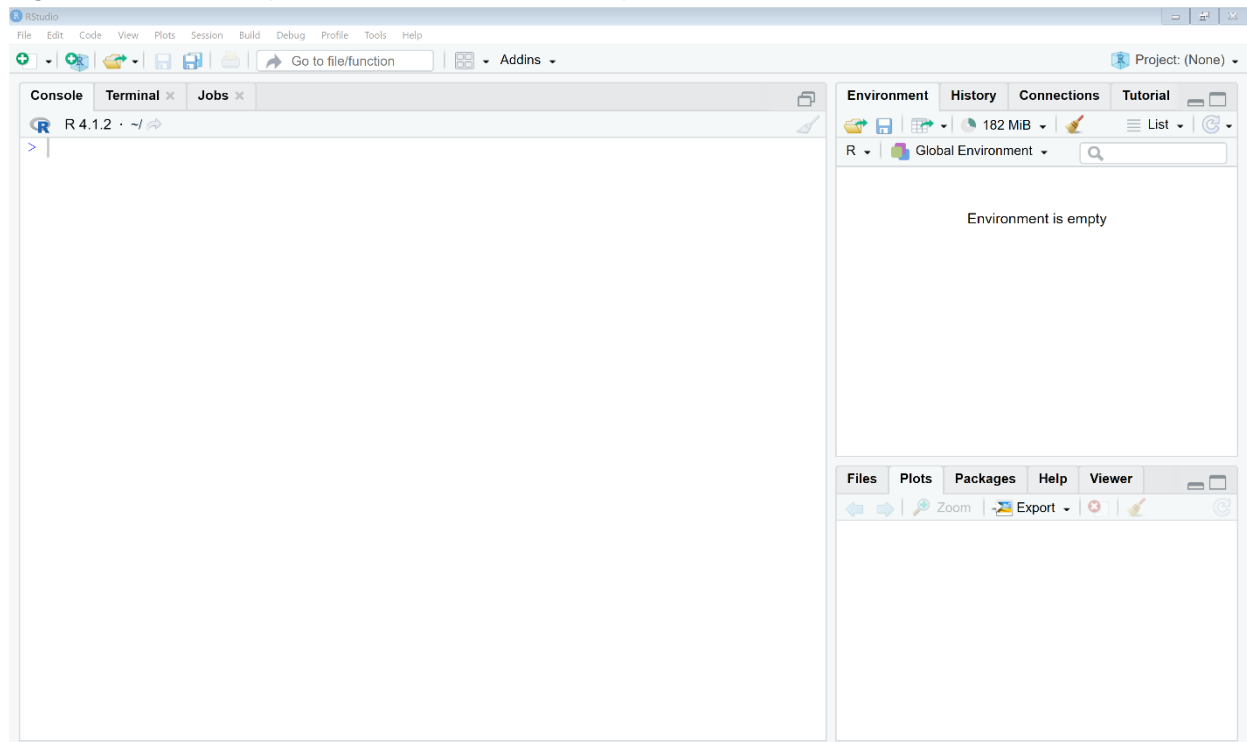 RStudio
File Edit Code View Plots Session Build Debug Profile Tools Help
Go to file/function Addins Project: (None)
Console Terminal Jobs
R 4.1.2 · ~/
>
Environment History Connections Tutorial
182 MiB List
R Global Environment
Environment is empty
Files Plots Packages Help Viewer
Zoom Export